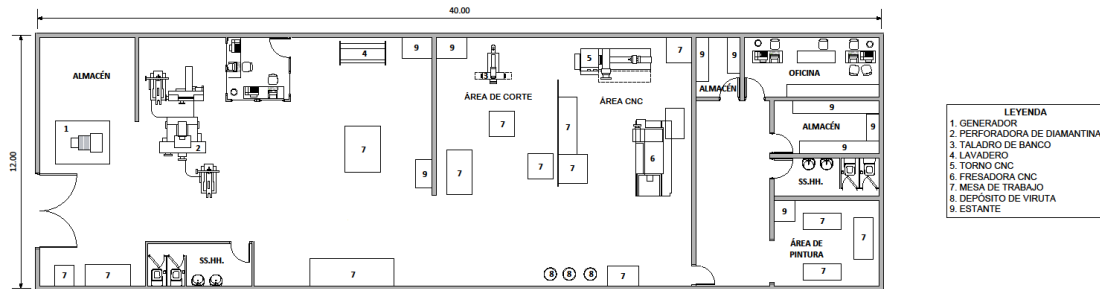 40.00
12.00
ALMACÉN
1
2
4
9
7
9
7
7
SS.HH.
7
9
3
ÁREA DE CORTE
7
7
7
7
7
5
ÁREA CNC
7
6
8
8
8
7
9
9
ALMACÉN
OFICINA
9
ALMACÉN
9
9
SS.HH.
9
7
7
ÁREA DE
PINTURA
7
LEYENDA
1. GENERADOR
2. PERFORADORA DE DIAMANTINA
3. TALADRO DE BANCO
4. LAVADERO
5. TORNO CNC
6. FRESADORA CNC
7. MESA DE TRABAJO
8. DEPÓSITO DE VIRUTA
9. ESTANTE